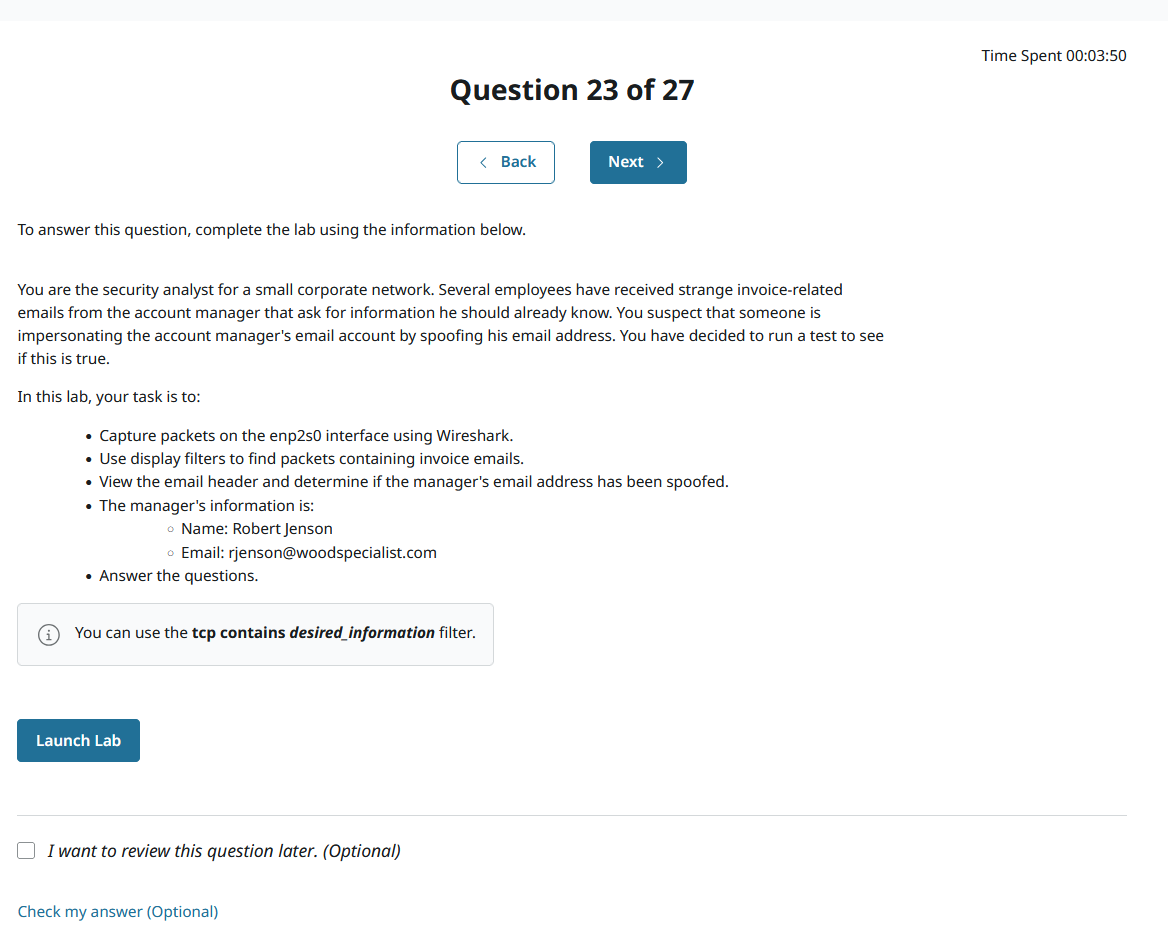 Time Spent 00:03:50
Question 23 of 27
Back
Next
To answer this question, complete the lab using the information below.
You are the security analyst for a small corporate network. Several employees have received strange invoice-related
emails from the account manager that ask for information he should already know. You suspect that someone is
impersonating the account manager's email account by spoofing his email address. You have decided to run a test to see
if this is true.
In this lab, your task is to:
• Capture packets on the enp2s0 interface using Wireshark.
• Use display filters to find packets containing invoice emails.
• View the email header and determine if the manager's email address has been spoofed.
• The manager's information is:
○ Name: Robert Jenson
○ Email: rjenson@woodspecialist.com
• Answer the questions.
You can use the tcp contains desired_information filter.
Launch Lab
I want to review this question later. (Optional)
Check my answer (Optional)